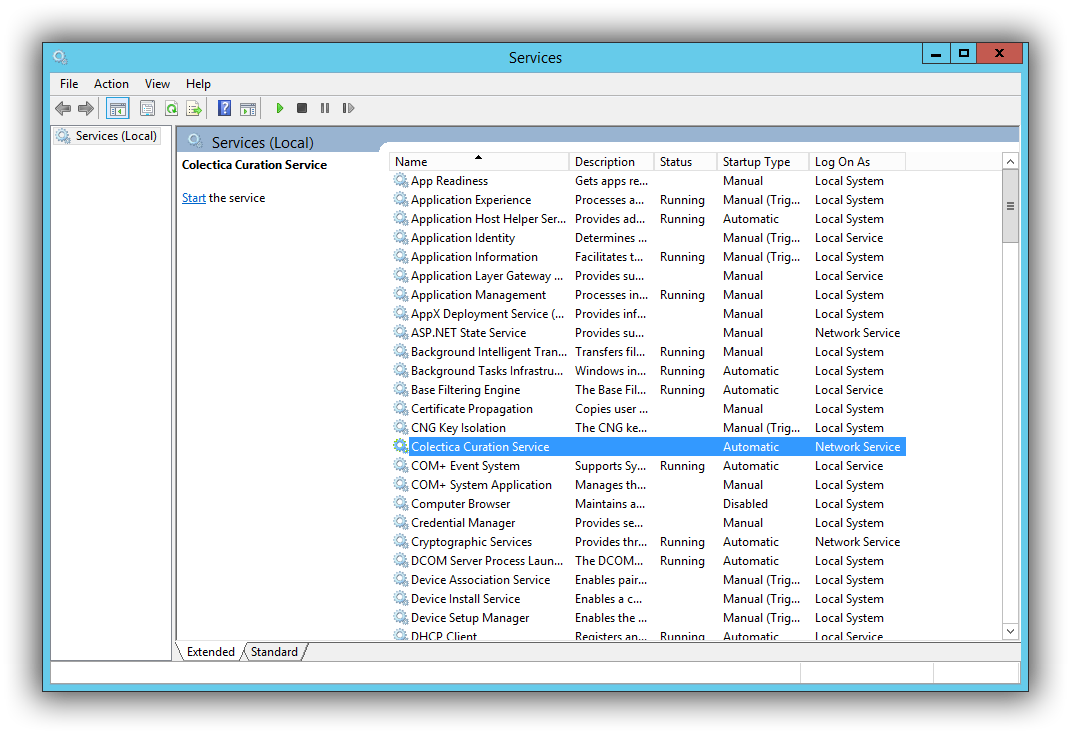 Services
File Action View Help
Services (Local)
Services (Local)
Colectica Curation Service
Start the service
Name Description Status Startup Type Log On As
App Readiness Gets apps re... Manual Local System
Application Experience Processes a... Running Manual (Trig... Local System
Application Host Helper Ser... Provides ad... Running Automatic Local System
Application Identity Determines ... Manual (Trig... Local Service
Application Information Facilitates t... Running Manual (Trig... Local System
Application Layer Gateway ... Provides su... Manual Local Service
Application Management Processes in... Running Manual Local System
AppX Deployment Service (... Provides inf... Manual Local System
ASP.NET State Service Provides su... Manual Network Service
Background Intelligent Tran... Transfers fil... Running Manual Local System
Background Tasks Infrastru... Windows in... Running Automatic Local System
Base Filtering Engine The Base Fil... Running Automatic Local Service
Certificate Propagation Copies user ... Manual Local System
CNG Key Isolation The CNG ke... Manual (Trig... Local System
Colectica Curation Service Automatic Network Service
COM+ Event System Supports Sy... Running Automatic Local Service
COM+ System Application Manages th... Manual Local System
Computer Browser Maintains a... Disabled Local System
Credential Manager Provides se... Manual Local System
Cryptographic Services Provides thr... Running Automatic Network Service
DCOM Server Process Laun... The DCOM... Running Automatic Local System
Device Association Service Enables pair... Manual (Trig... Local System
Device Install Service Enables a c... Manual (Trig... Local System
Device Setup Manager Enables the ... Manual (Trig... Local System
DHCP Client Registers an... Running Automatic Local Service
Extended Standard